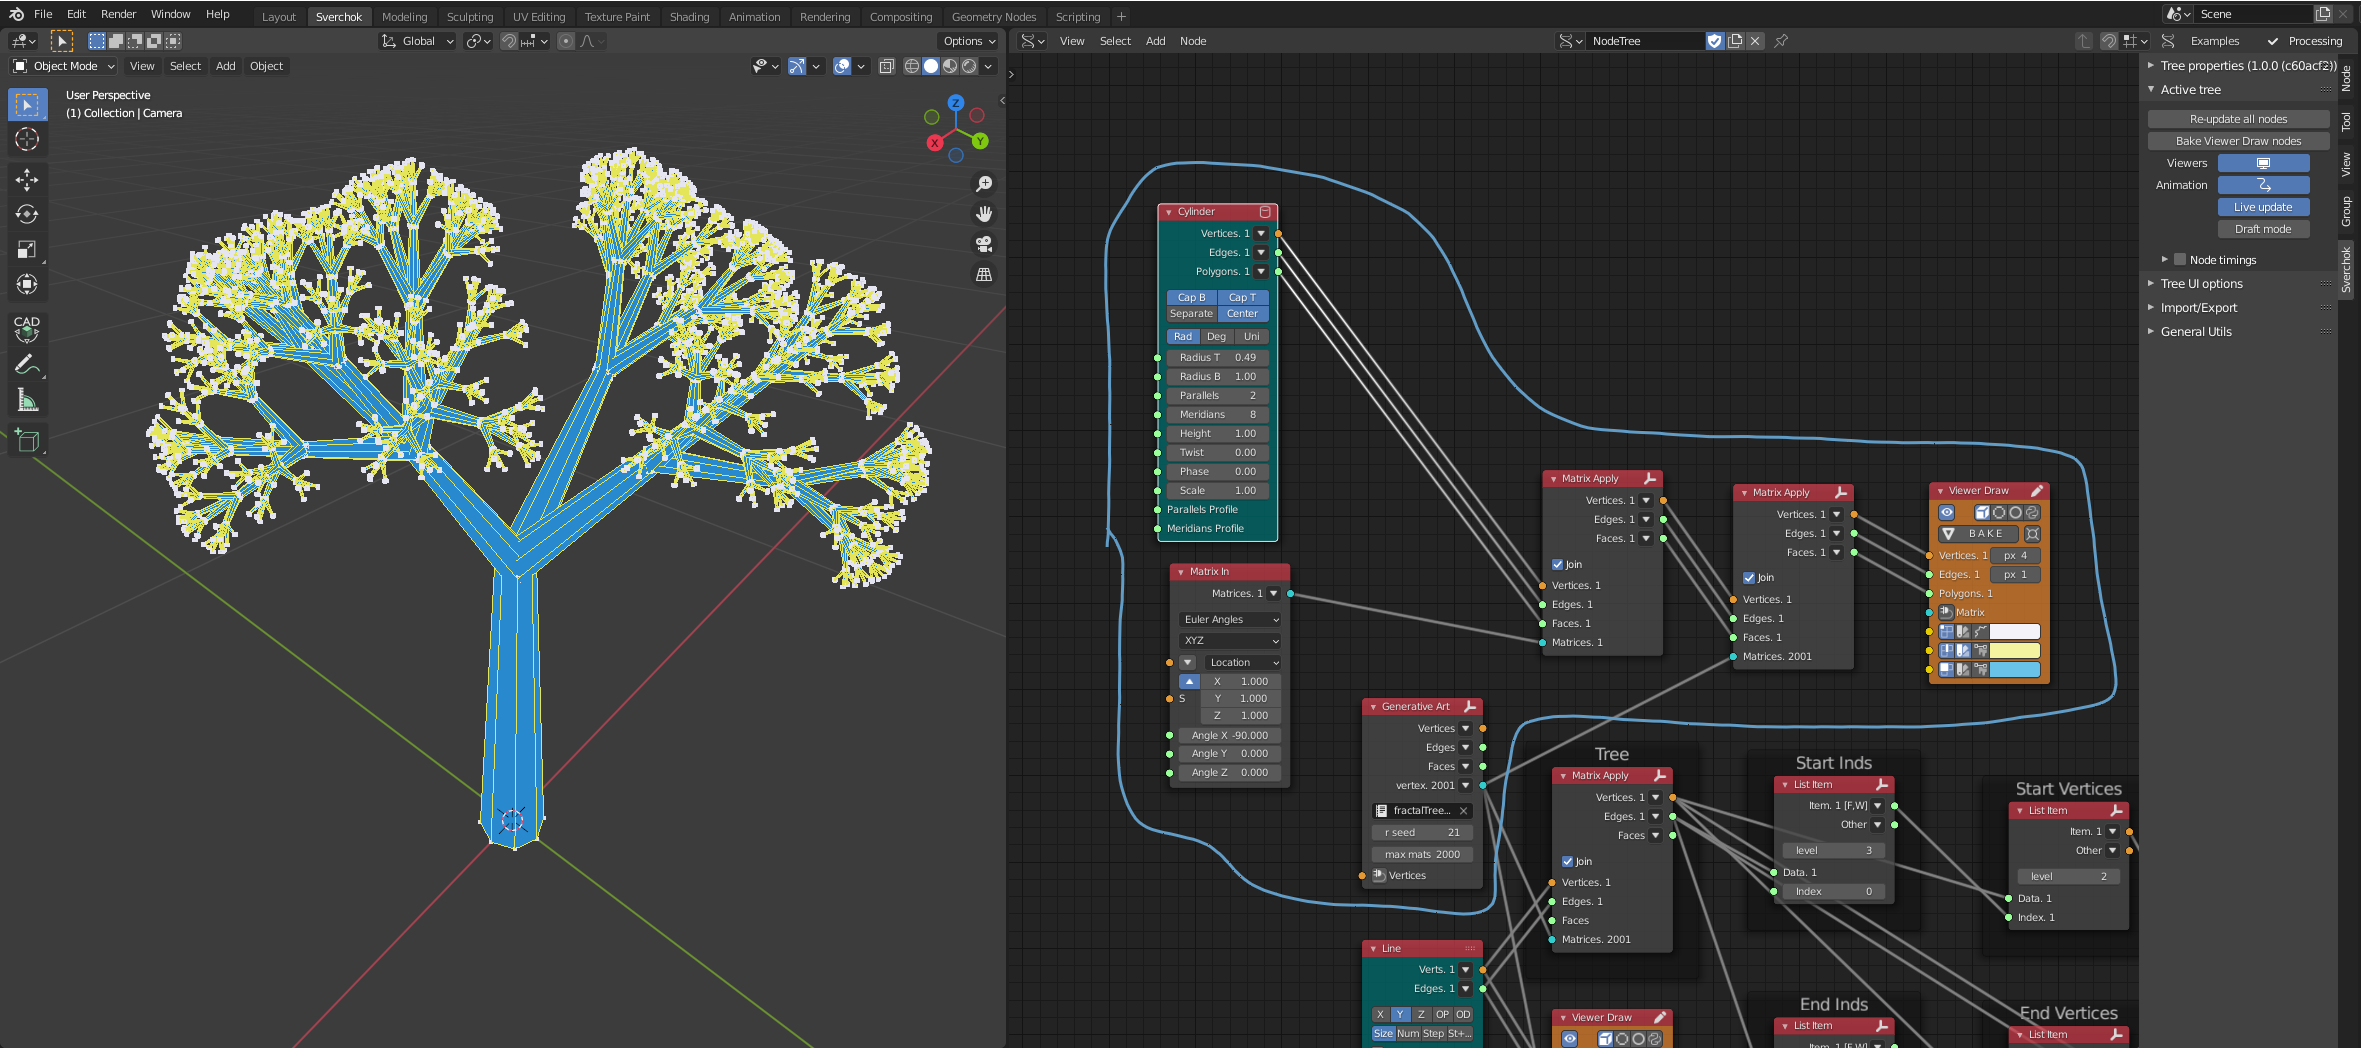 File Edit Render Window Help Layout Sverchok Modeling Sculpting UV Editing Texture Paint Shading Animation Rendering Compositing Geometry Nodes Scripting + Scene
Global Options
View Select Add Node NodeTree Examples Processing
Object Mode View Select Add Object
User Perspective
(1) Collection | Camera
Z
X
Y
CAD
Cylinder
Vertices. 1
Edges. 1
Polygons. 1
Cap B Cap T
Separate Center
Rad Deg Uni
Radius T 0.49
Radius B 1.00
Parallels 2
Meridians 8
Height 1.00
Twist 0.00
Phase 0.00
Scale 1.00
Parallels Profile
Meridians Profile
Matrix In
Matrices. 1
Euler Angles
XYZ
Location
X 1.000
S Y 1.000
Z 1.000
Angle X -90.000
Angle Y 0.000
Angle Z 0.000
Generative Art
Vertices
Edges
Faces
vertex. 2001
fractalTree...
r seed 21
max mats 2000
Vertices
Line
Verts. 1
Edges. 1
X Y Z OP OD
Size Num Step St+...
Matrix Apply
Vertices. 1
Edges. 1
Faces. 1
Join
Vertices. 1
Edges. 1
Faces. 1
Matrices. 1
Matrix Apply
Vertices. 1
Edges. 1
Faces. 1
Join
Vertices. 1
Edges. 1
Faces. 1
Matrices. 2001
Viewer Draw
BAKE
Vertices. 1 px 4
Edges. 1 px 1
Polygons. 1
Matrix
Tree
Matrix Apply
Vertices. 1
Edges. 1
Faces
Join
Vertices. 1
Edges. 1
Faces
Matrices. 2001
Viewer Draw
Start Inds
List Item
Item. 1 [F,W]
Other
level 3
Data. 1
Index 0
End Inds
List Item
Item. 1 [F,W]
Start Vertices
List Item
Item. 1
Other
level 2
Data. 1
Index. 1
End Vertices
List Item
Active tree
Re-update all nodes
Bake Viewer Draw nodes
Viewers
Animation
Live update
Draft mode
Node timings
Tree UI options
Import/Export
General Utils
Node
Tool
View
Group
Sverchok